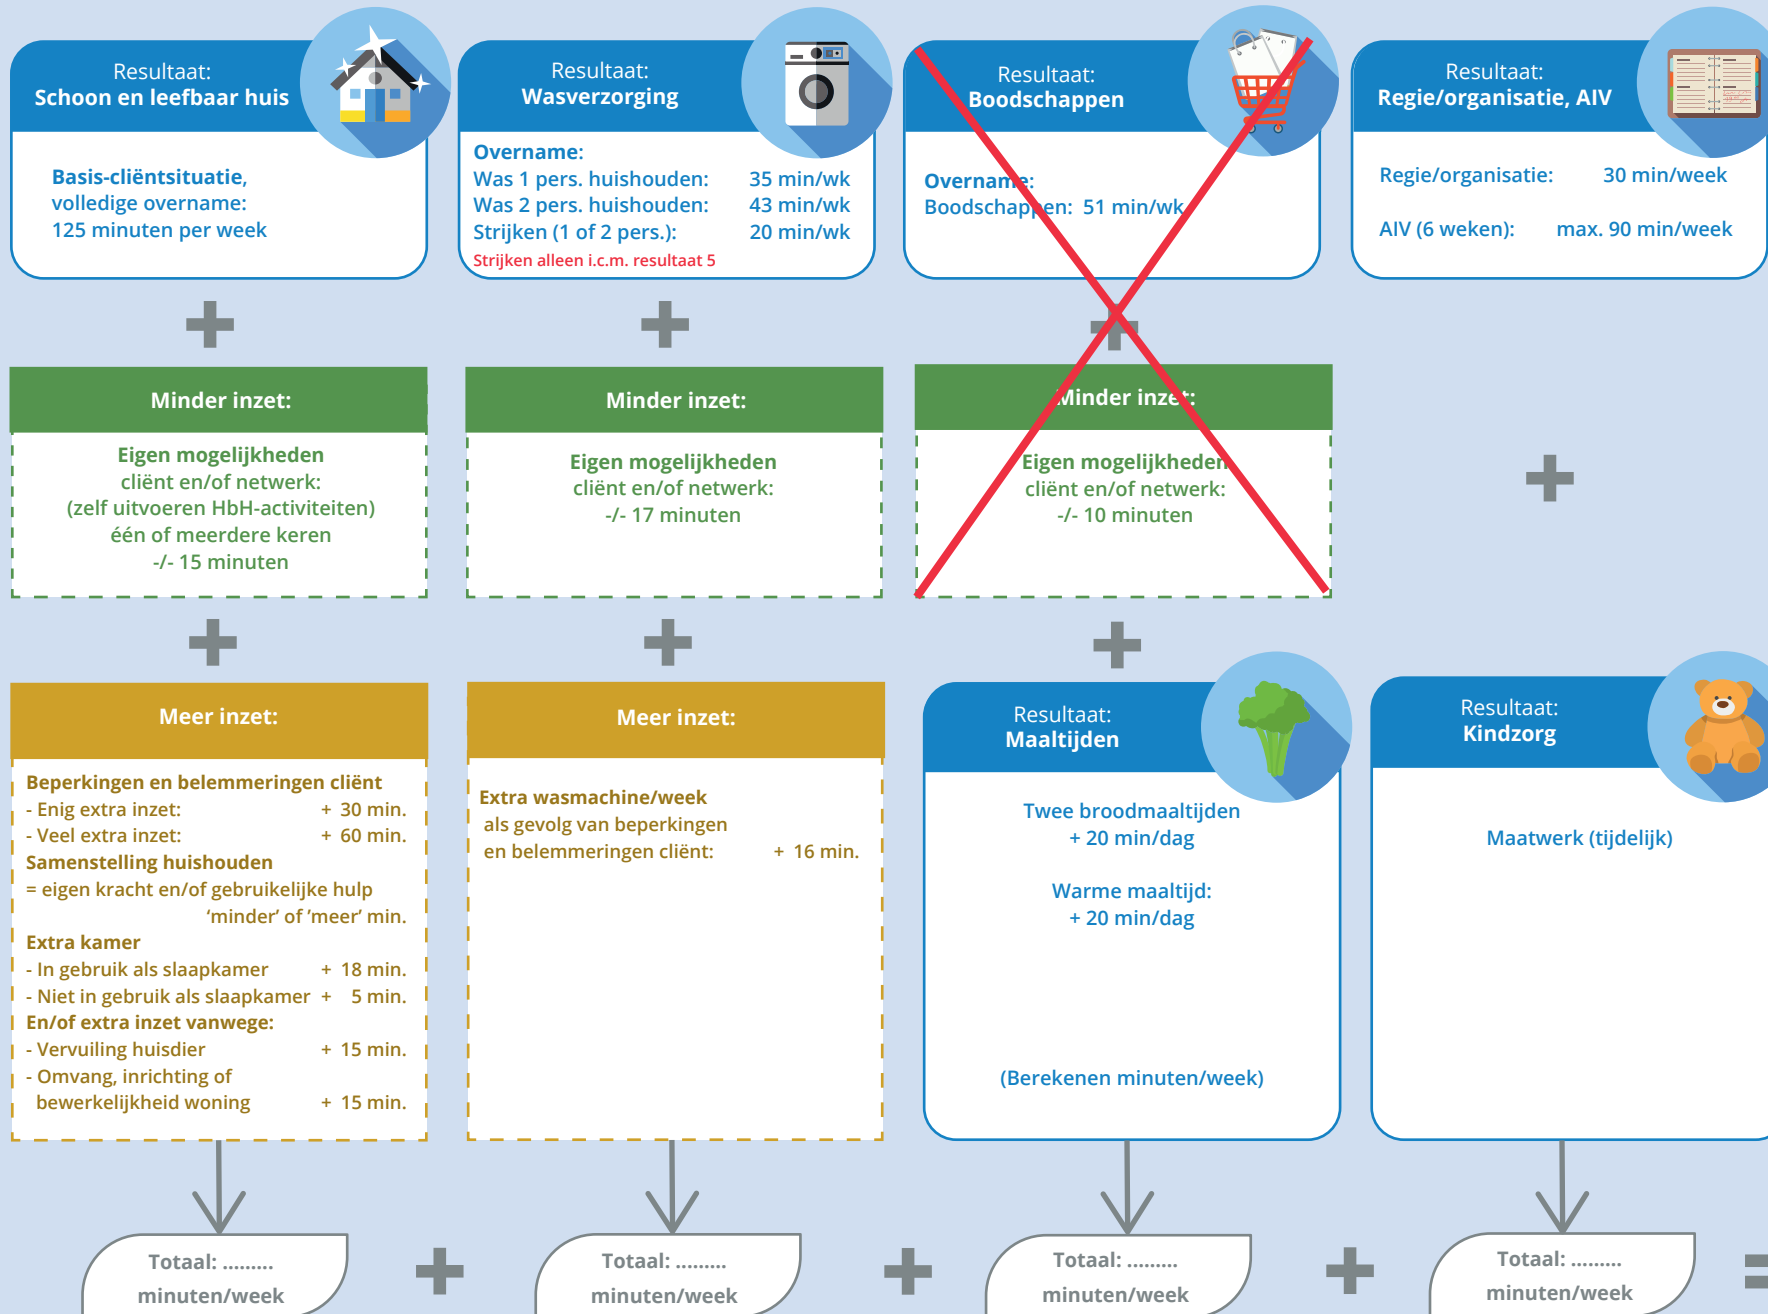 Resultaat:
Schoon en leefbaar huis
Basis-cliëntsituatie,
volledige overname:
125 minuten per week
Resultaat:
Wasverzorging
Overname:
Was 1 pers. huishouden: 35 min/wk
Was 2 pers. huishouden: 43 min/wk
Strijken (1 of 2 pers.): 20 min/wk
Strijken alleen i.c.m. resultaat 5
Resultaat:
Boodschappen
Overname:
Boodschappen: 51 min/wk
Resultaat:
Regie/organisatie, AIV
Regie/organisatie: 30 min/week
AIV (6 weken): max. 90 min/week
Minder inzet:
Eigen mogelijkheden
cliënt en/of netwerk:
(zelf uitvoeren HbH-activiteiten)
één of meerdere keren
-/- 15 minuten
Minder inzet:
Eigen mogelijkheden
cliënt en/of netwerk:
-/- 17 minuten
Minder inzet:
Eigen mogelijkheden
cliënt en/of netwerk:
-/- 10 minuten
Meer inzet:
Beperkingen en belemmeringen cliënt
- Enig extra inzet: + 30 min.
- Veel extra inzet: + 60 min.
Samenstelling huishouden
= eigen kracht en/of gebruikelijke hulp
‘minder’ of ’meer’ min.
Extra kamer
- In gebruik als slaapkamer + 18 min.
- Niet in gebruik als slaapkamer + 5 min.
En/of extra inzet vanwege:
- Vervuiling huisdier + 15 min.
- Omvang, inrichting of
bewerkelijkheid woning + 15 min.
Meer inzet:
Extra wasmachine/week
als gevolg van beperkingen
en belemmeringen cliënt: + 16 min.
Resultaat:
Maaltijden
Twee broodmaaltijden
+ 20 min/dag
Warme maaltijd:
+ 20 min/dag
(Berekenen minuten/week)
Resultaat:
Kindzorg
Maatwerk (tijdelijk)
Totaal: .........
minuten/week
Totaal: .........
minuten/week
Totaal: .........
minuten/week
Totaal: .........
minuten/week